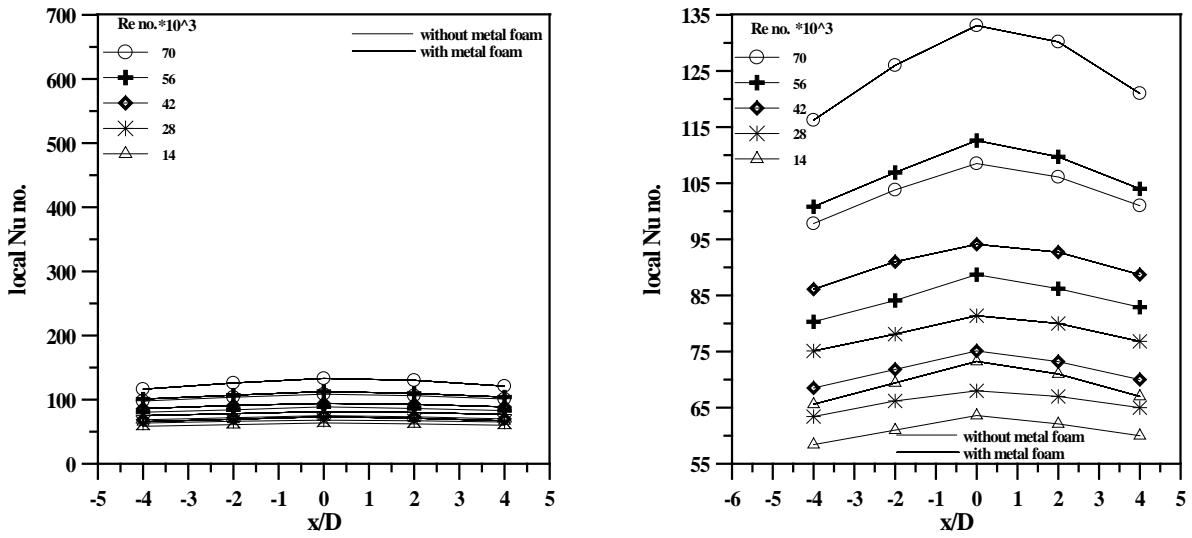 700
600
500
400
300
200
100
0
local Nu no.
Re no.*10^3
70
56
42
28
14
without metal foam
with metal foam
-5 -4 -3 -2 -1 0 1 2 3 4 5
x/D
135
125
115
105
95
85
75
65
55
local Nu no.
Re no. *10^3
70
56
42
28
14
without metal foam
with metal foam
-6 -5 -4 -3 -2 -1 0 1 2 3 4 5
x/D